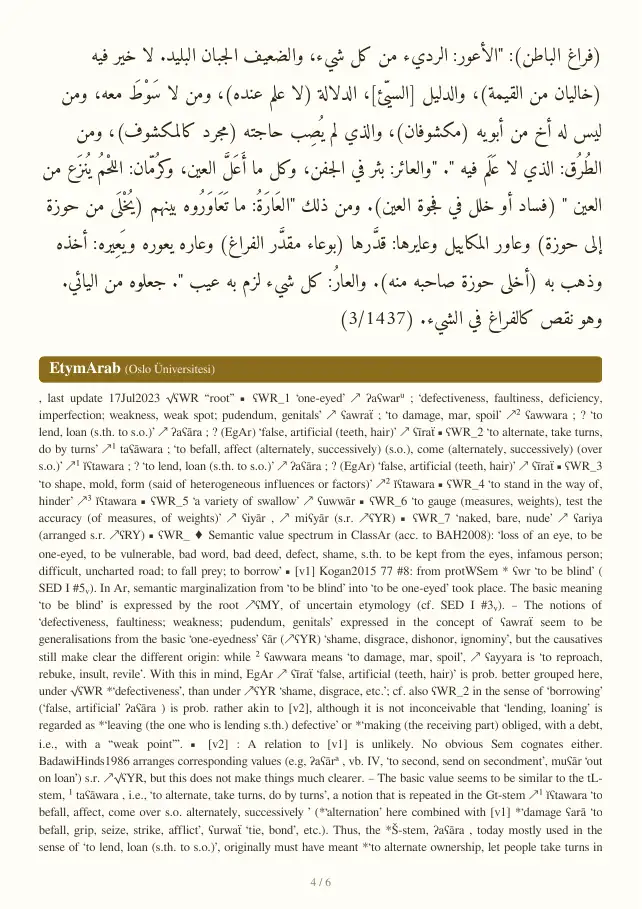 (فراغ الباطن): "الأعور: الرديء من كل شيء، والضعيف الجبان البليد. لا خير فيه
(خاليان من القيمة)، والدليل [السيّئ]، الدلالة (لا علم عنده)، ومن لا سَوْطَ معه، ومن
ليس له أخ من أبويه (مكشوفان)، والذي لم يُصِب حاجته (مجرد كالمكشوف)، ومن
الطُرُق: الذي لا عَلَم فيه ". "والعائر: بثر في الجفن، وكل ما أَعَلَّ العين، وكرُمّان: اللحْمُ يُنزَع من
العين " (فساد أو خلل في فجوة العين). ومن ذلك "العَارَةُ: ما تَعَاوَرُوه بينهم (يُخْلَى من حوزة
إلى حوزة) وعاور المكاييل وعايرها: قدَّرها (بوعاء مقدَّر الفراغ) وعاره يعوره ويَعِيره: أخذه
وذهب به (أخلى حوزة صاحبه منه). والعارُ: كل شيء لزم به عيب ". جعلوه من اليائي.
وهو نقص كالفراغ في الشيء. (3/1437)
EtymArab (Oslo Üniversitesi)
, last update 17Jul2023 √ʕWR “root” ▪ ʕWR_1 ‘one-eyed’ ↗ ʔaʕwarᵘ ; ‘defectiveness, faultiness, deficiency,
imperfection; weakness, weak spot; pudendum, genitals’ ↗ ʕawraẗ ; ‘to damage, mar, spoil’ ↗² ʕawwara ; ? ‘to
lend, loan (s.th. to s.o.)’ ↗ ʔaʕāra ; ? (EgAr) ‘false, artificial (teeth, hair)’ ↗ ʕīraẗ ▪ ʕWR_2 ‘to alternate, take turns,
do by turns’ ↗¹ taʕāwara ; ‘to befall, affect (alternately, successively) (s.o.), come (alternately, successively) (over
s.o.)’ ↗¹ ĭʕtawara ; ? ‘to lend, loan (s.th. to s.o.)’ ↗ ʔaʕāra ; ? (EgAr) ‘false, artificial (teeth, hair)’ ↗ ʕīraẗ ▪ ʕWR_3
‘to shape, mold, form (said of heterogeneous influences or factors)’ ↗² ĭʕtawara ▪ ʕWR_4 ‘to stand in the way of,
hinder’ ↗³ ĭʕtawara ▪ ʕWR_5 ‘a variety of swallow’ ↗ ʕuwwār ▪ ʕWR_6 ‘to gauge (measures, weights), test the
accuracy (of measures, of weights)’ ↗ ʕiyār , ↗ miʕyār (s.r. ↗ʕYR) ▪ ʕWR_7 ‘naked, bare, nude’ ↗ ʕariya
(arranged s.r. ↗ʕRY) ▪ ʕWR_ ♦ Semantic value spectrum in ClassAr (acc. to BAH2008): ‘loss of an eye, to be
one-eyed, to be vulnerable, bad word, bad deed, defect, shame, s.th. to be kept from the eyes, infamous person;
difficult, uncharted road; to fall prey; to borrow’ ▪ [v1] Kogan2015 77 #8: from protWSem * ʕwr ‘to be blind’ (
SED I #5ᵥ). In Ar, semantic marginalization from ‘to be blind’ into ‘to be one-eyed’ took place. The basic meaning
‘to be blind’ is expressed by the root ↗ʕMY, of uncertain etymology (cf. SED I #3ᵥ). – The notions of
‘defectiveness, faultiness; weakness; pudendum, genitals’ expressed in the concept of ʕawraẗ seem to be
generalisations from the basic ‘one-eyedness’ ʕār (↗ʕYR) ‘shame, disgrace, dishonor, ignominy’, but the causatives
still make clear the different origin: while ² ʕawwara means ‘to damage, mar, spoil’, ↗ ʕayyara is ‘to reproach,
rebuke, insult, revile’. With this in mind, EgAr ↗ ʕīraẗ ‘false, artificial (teeth, hair)’ is prob. better grouped here,
under √ʕWR *‘defectiveness’, than under ↗ʕYR ‘shame, disgrace, etc.’; cf. also ʕWR_2 in the sense of ‘borrowing’
(‘false, artificial’ ʔaʕāra ) is prob. rather akin to [v2], although it is not inconceivable that ‘lending, loaning’ is
regarded as *‘leaving (the one who is lending s.th.) defective’ or *‘making (the receiving part) obliged, with a debt,
i.e., with a “weak point”’. ▪ [v2] : A relation to [v1] is unlikely. No obvious Sem cognates either.
BadawiHinds1986 arranges corresponding values (e.g, ʔaʕārᵃ , vb. IV, ‘to second, send on secondment’, muʕār ‘out
on loan’) s.r. ↗√ʕYR, but this does not make things much clearer. – The basic value seems to be similar to the tL-
stem, ¹ taʕāwara , i.e., ‘to alternate, take turns, do by turns’, a notion that is repeated in the Gt-stem ↗¹ ĭʕtawara ‘to
befall, affect, come over s.o. alternately, successively ’ (*‘alternation’ here combined with [v1] *‘damage ʕarā ‘to
befall, grip, seize, strike, afflict’, ʕurwaẗ ‘tie, bond’, etc.). Thus, the *Š-stem, ʔaʕāra , today mostly used in the
sense of ‘to lend, loan (s.th. to s.o.)’, originally must have meant *‘to alternate ownership, let people take turns in
4 / 6